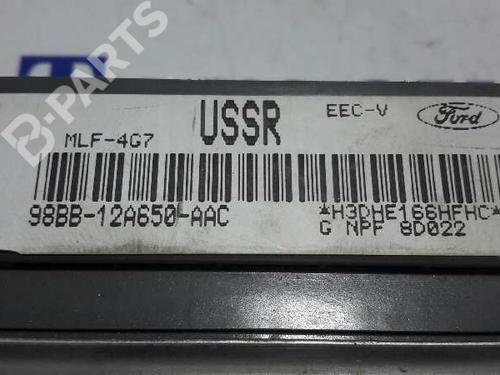 B-PARTS
USSR
EEC-V
Ford
MLF-4G7
98BB-12A650-AAC
*H3DHE166HFHC*
G NPF 8D022